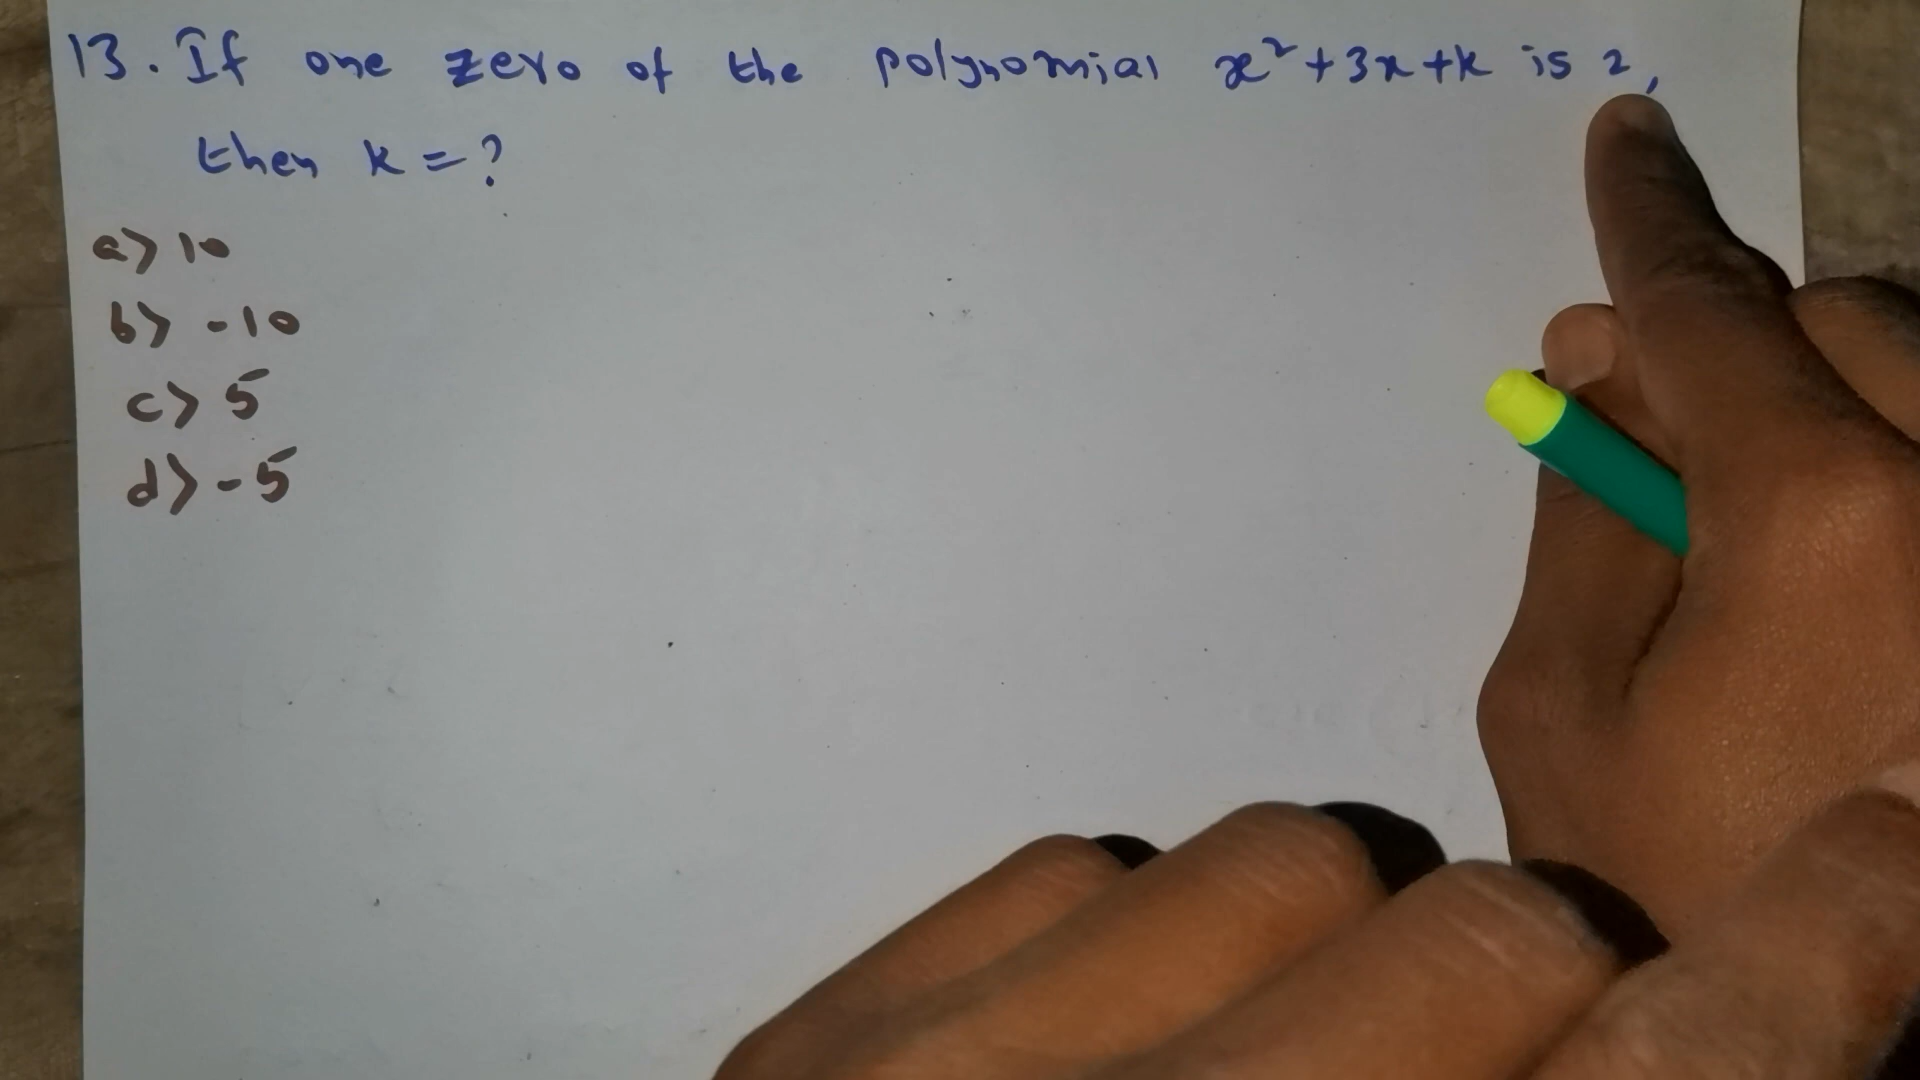 13. If one zero of the polynomial x²+3x+k is 2,
then k = ?
a> 10
b> -10
c> 5
d> -5